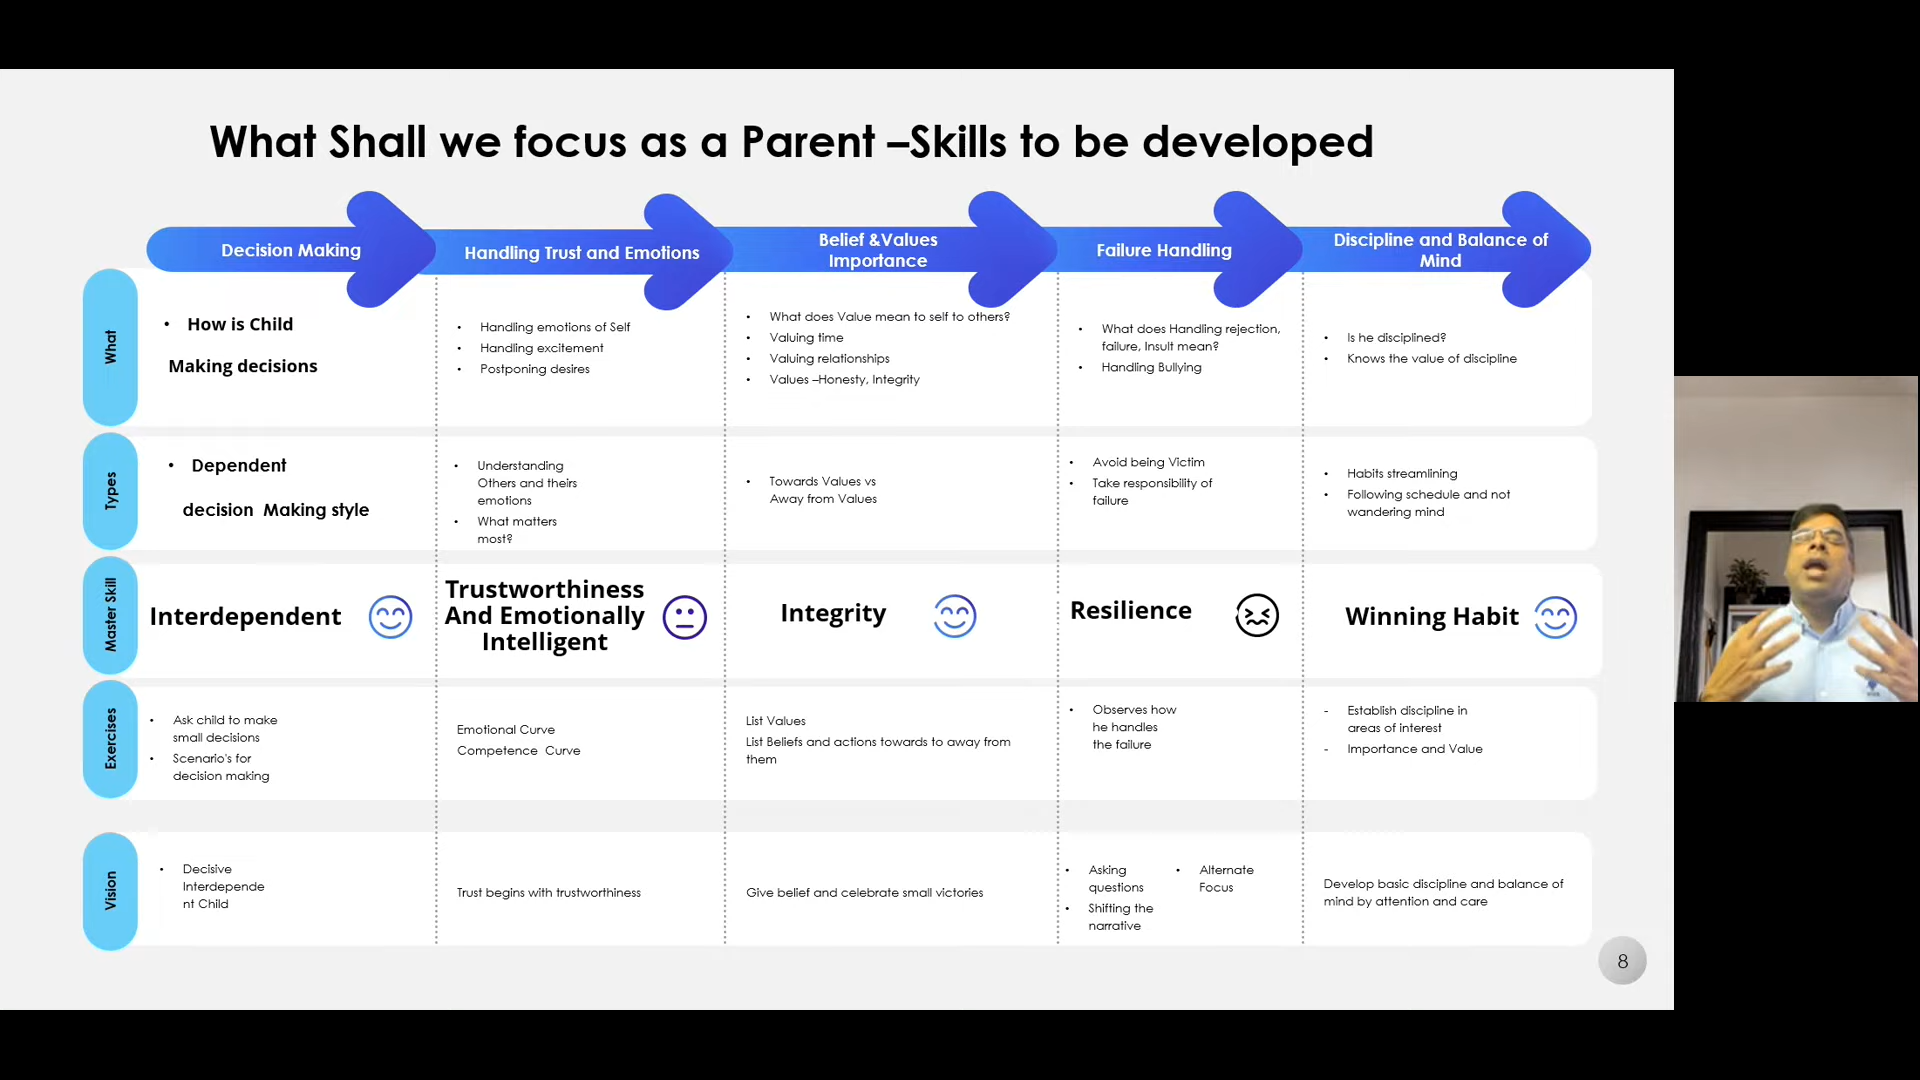 What Shall we focus as a Parent –Skills to be developed
Decision Making
Handling Trust and Emotions
Belief &Values
Importance
Failure Handling
Discipline and Balance of
Mind
What
• How is Child
Making decisions
• Handling emotions of Self
• Handling excitement
• Postponing desires
• What does Value mean to self to others?
• Valuing time
• Valuing relationships
• Values –Honesty, Integrity
• What does Handling rejection,
failure, Insult mean?
• Handling Bullying
• Is he disciplined?
• Knows the value of discipline
Types
• Dependent
decision Making style
• Understanding
Others and theirs
emotions
• What matters
most?
• Towards Values vs
Away from Values
• Avoid being Victim
• Take responsibility of
failure
• Habits streamlining
• Following schedule and not
wandering mind
Master Skill
Interdependent
Trustworthiness
And Emotionally
Intelligent
Integrity
Resilience
Winning Habit
Exercises
• Ask child to make
small decisions
• Scenario's for
decision making
Emotional Curve
Competence Curve
List Values
List Beliefs and actions towards to away from
them
• Observes how
he handles
the failure
- Establish discipline in
areas of interest
- Importance and Value
Vision
• Decisive
Interdepende
nt Child
Trust begins with trustworthiness
Give belief and celebrate small victories
• Asking
questions
• Shifting the
narrative
• Alternate
Focus
Develop basic discipline and balance of
mind by attention and care
8